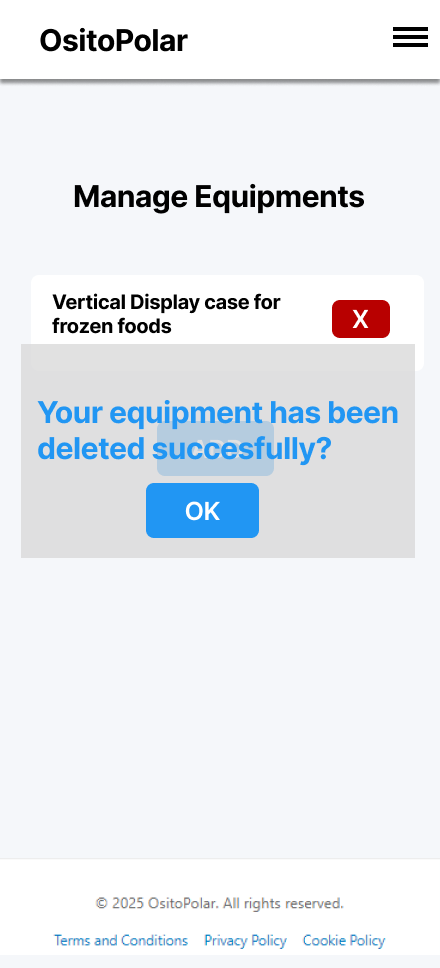 OsitoPolar
Manage Equipments
Vertical Display case for
frozen foods
X
Your equipment has been
deleted succesfully?
OK
© 2025 OsitoPolar. All rights reserved.
Terms and Conditions Privacy Policy Cookie Policy